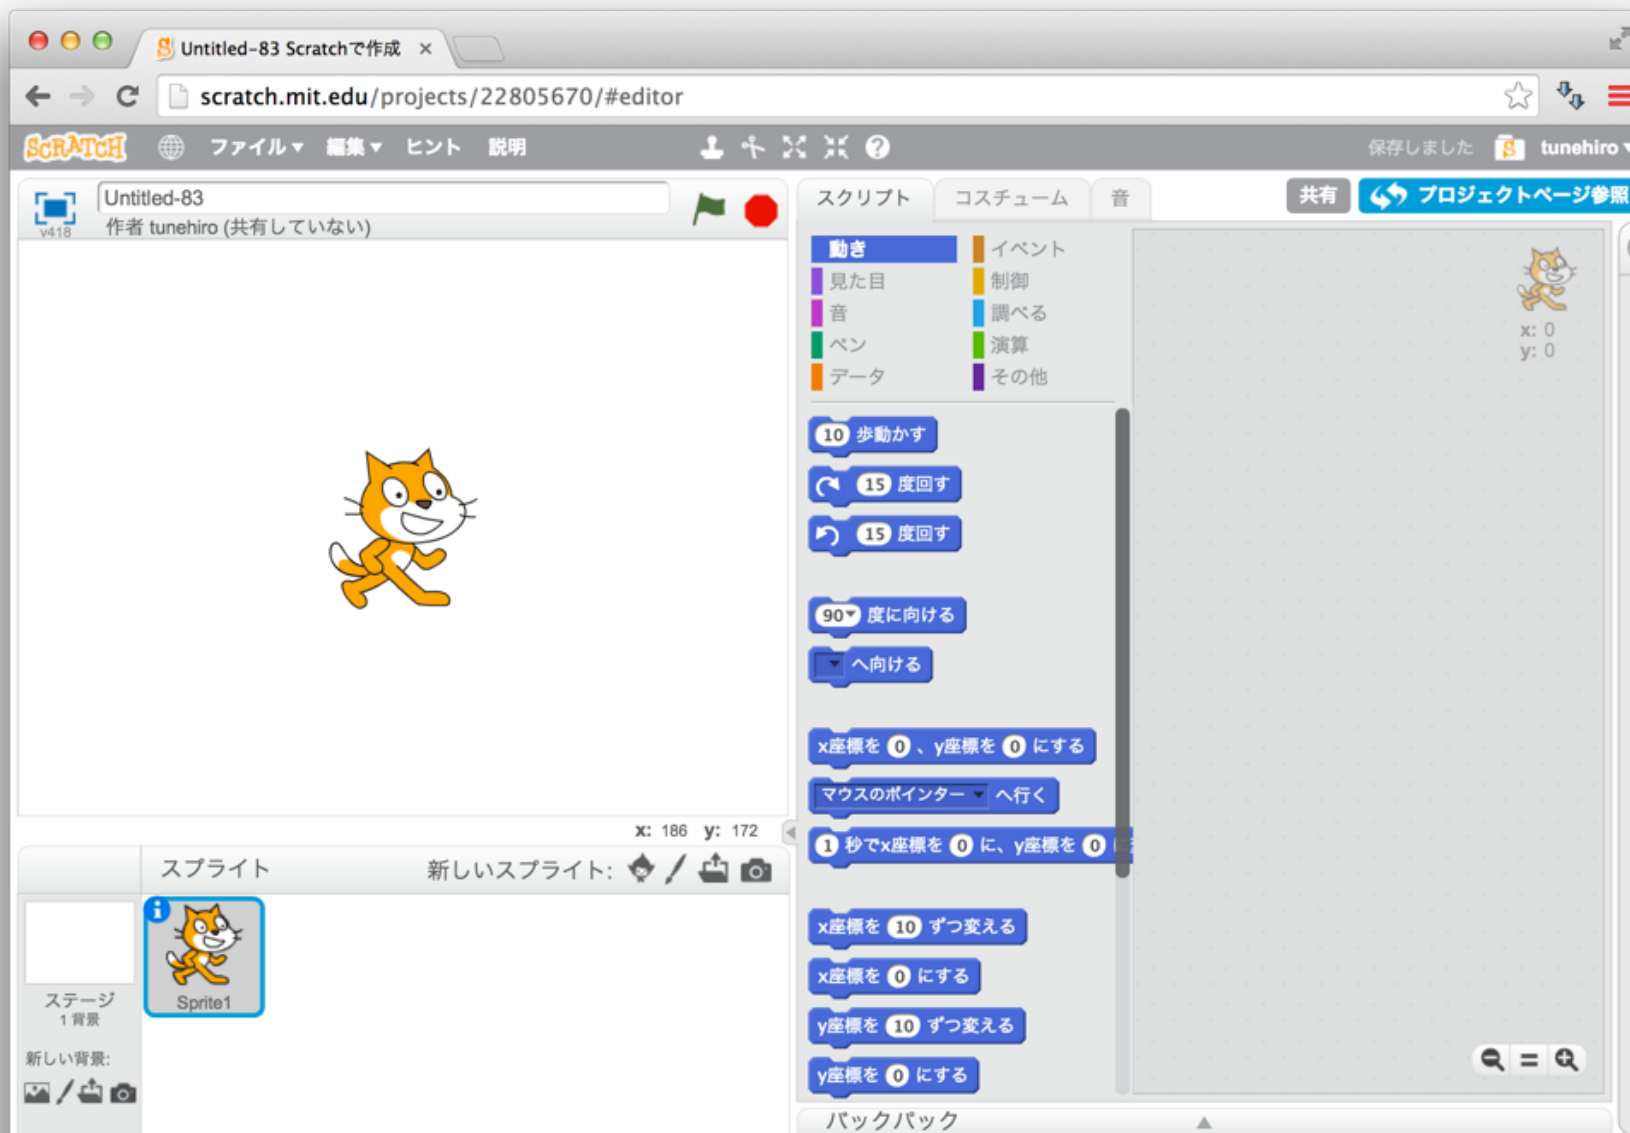 Untitled-83 Scratchで作成
scratch.mit.edu/projects/22805670/#editor
SCRATCH ファイル 編集 ヒント 説明 保存しました tunehiro
v418
Untitled-83
作者 tunehiro (共有していない)
スクリプト コスチューム 音 共有 プロジェクトページ参照
動き イベント
見た目 制御
音 調べる
ペン 演算
データ その他
x: 0
y: 0
10 歩動かす
15 度回す
15 度回す
90 度に向ける
へ向ける
x座標を 0 、y座標を 0 にする
マウスのポインター へ行く
1 秒でx座標を 0 に、y座標を 0
x座標を 10 ずつ変える
x座標を 0 にする
y座標を 10 ずつ変える
y座標を 0 にする
x: 186 y: 172
スプライト 新しいスプライト:
Sprite1
ステージ
1 背景
新しい背景:
バックパック